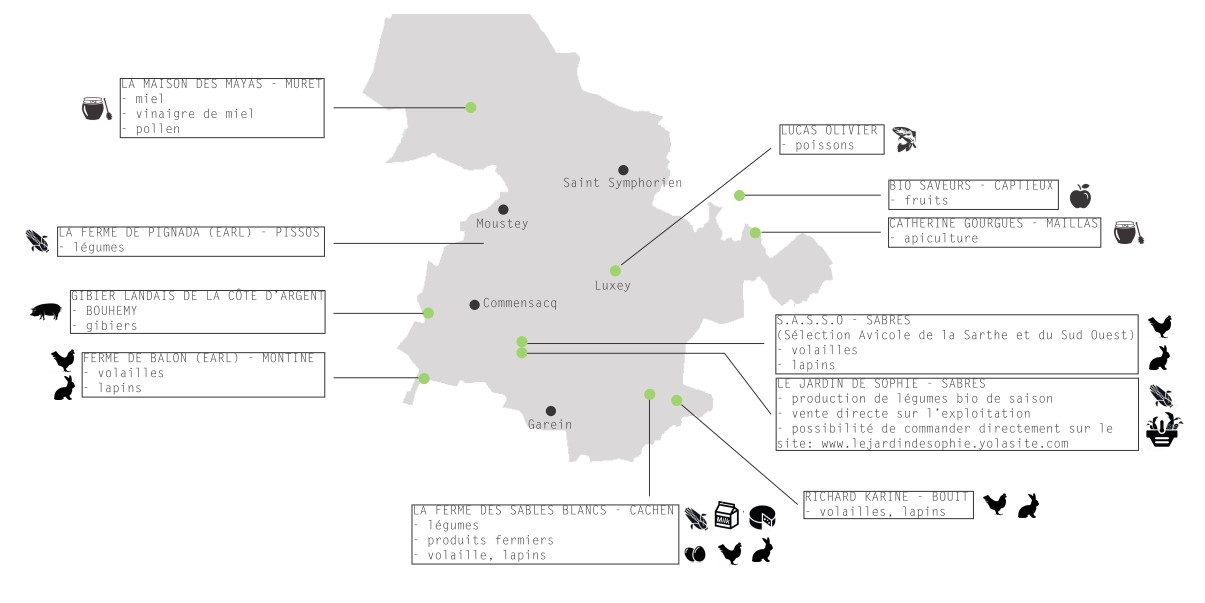 LA MAISON DES MAYAS - MURET
- miel
- vinaigre de miel
- pollen
LUCAS OLIVIER
- poissons
Saint Symphorien
BIO SAVEURS - CAPTIEUX
- fruits
Moustey
CATHERINE GOURGUES - MAILLAS
- apiculture
LA FERME DE PIGNADA (EARL) - PISSOS
- légumes
Luxey
GIBIER LANDAIS DE LA CÔTE D'ARGENT
- BOUHEMY
- gibiers
Commensacq
S.A.S.S.O - SABRES
(Sélection Avicole de la Sarthe et du Sud Ouest)
- volailles
- lapins
FERME DE BALON (EARL) - MONTINE
- volailles
- lapins
LE JARDIN DE SOPHIE - SABRES
- production de légumes bio de saison
- vente directe sur l'exploitation
- possibilité de commander directement sur le
site: www.lejardindesophie.yolasite.com
Garein
RICHARD KARINE - BOUIT
- volailles, lapins
LA FERME DES SABLES BLANCS - CACHEN
- légumes
- produits fermiers
- volaille, lapins